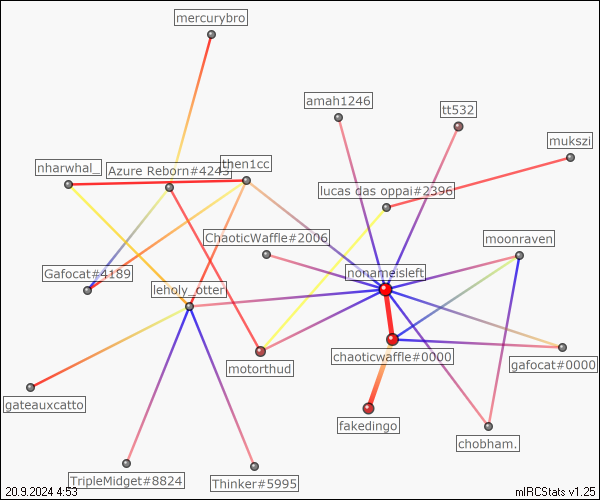 mercurybro
amah1246
tt532
mukszi
nharwhal_
Azure Reborn#4243
then1cc
lucas das oppai#2396
ChaoticWaffle#2006
moonraven
Gafocat#4189
nonameisleft
leholy_otter
motorthud
chaoticwaffle#0000
gafocat#0000
gateauxcatto
fakedingo
chobham.
TripleMidget#8824
Thinker#5995
20.9.2024 4:53
mIRCStats v1.25